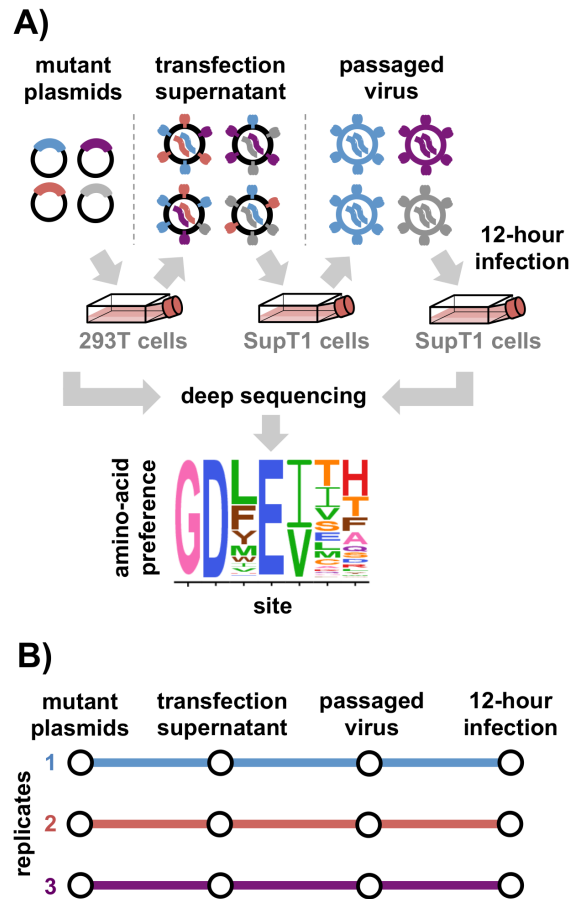 A)
mutant
plasmids
transfection
supernatant
passaged
virus
12-hour
infection
293T cells
SupT1 cells
SupT1 cells
deep sequencing
amino-acid
preference
G D L F Y M W E I V T I V S E L M H T F A Q S
site
B)
mutant
plasmids
transfection
supernatant
passaged
virus
12-hour
infection
replicates
1
2
3